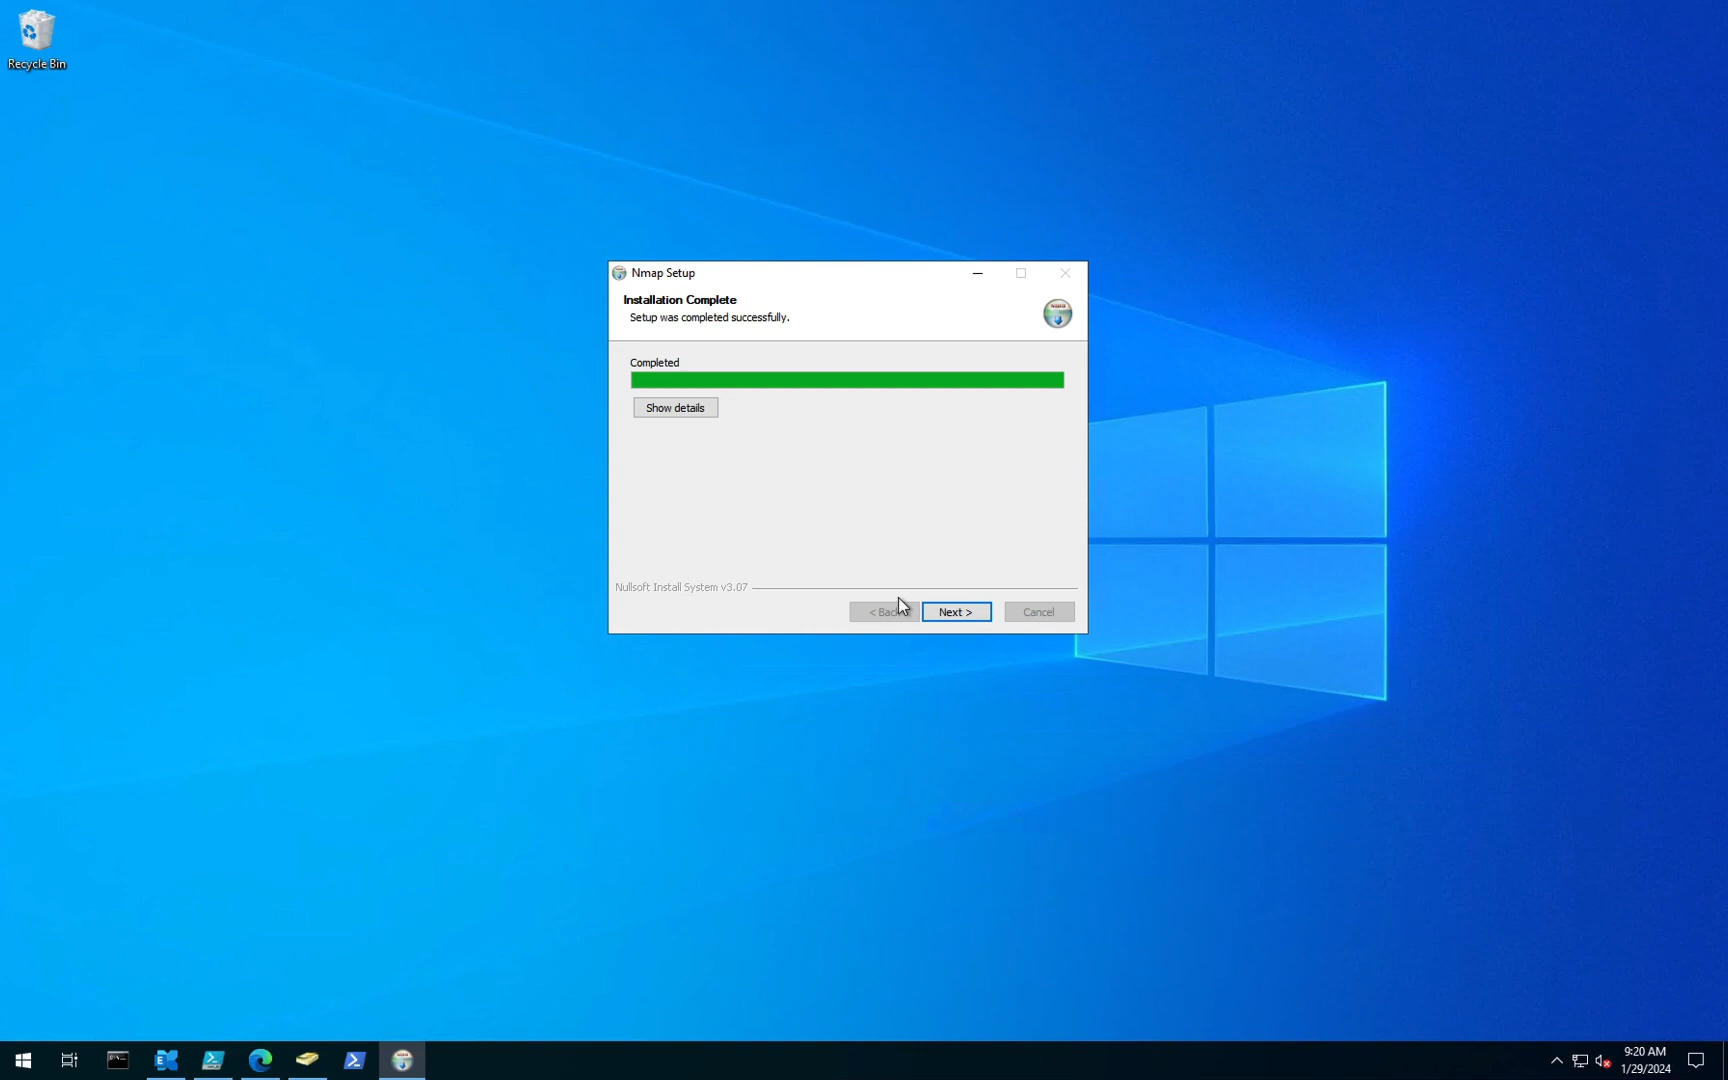 Recycle Bin
Nmap Setup
Installation Complete
Setup was completed successfully.
Completed
Show details
Nullsoft Install System v3.07
< Back
Next >
Cancel
9:20 AM
1/29/2024